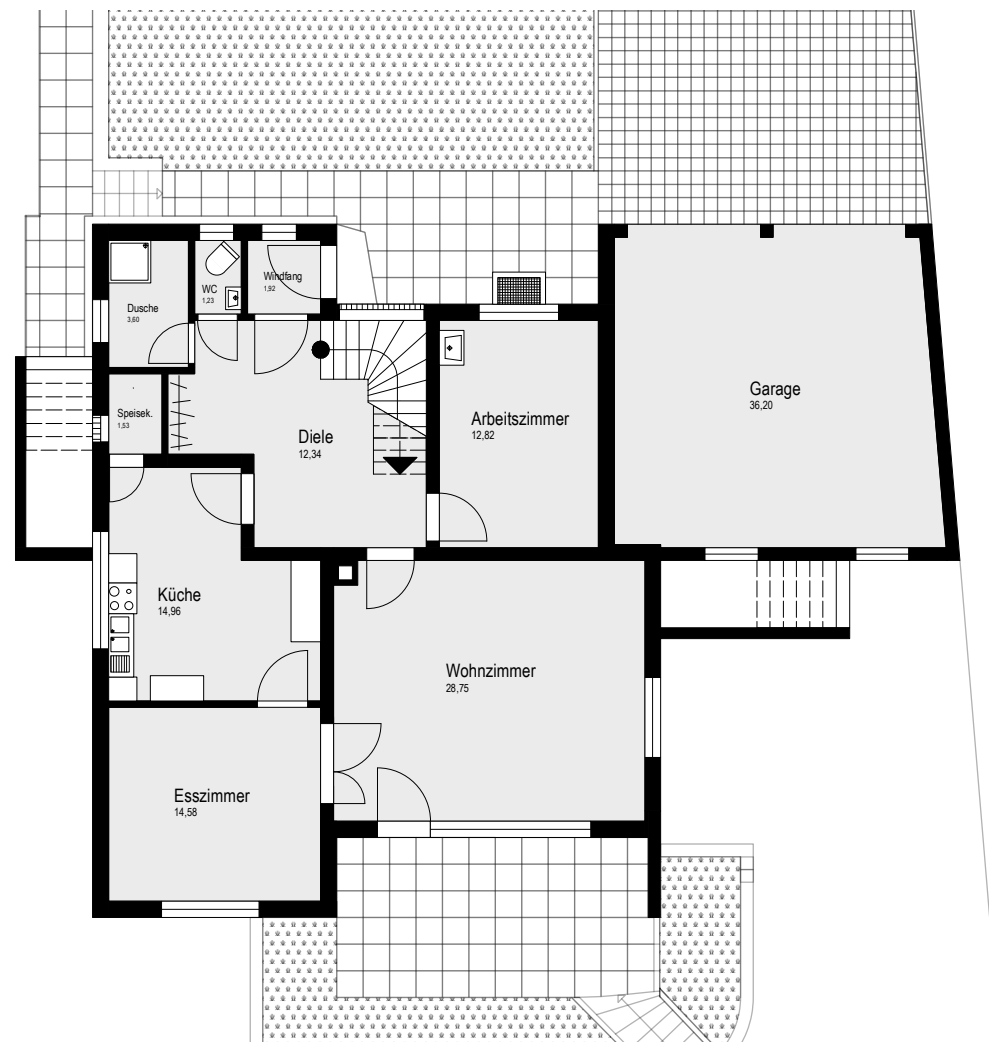 WC
1,23
Windfang
1,92
Dusche
3,60
Speisek.
1,53
Diele
12,34
Arbeitszimmer
12,82
Garage
36,20
Küche
14,96
Wohnzimmer
28,75
Esszimmer
14,58